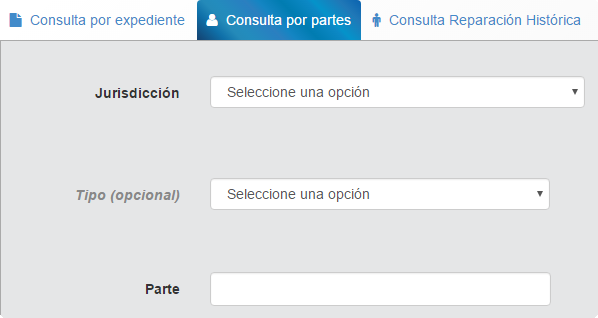 Consulta por expediente Consulta por partes Consulta Reparación Histórica
Jurisdicción Seleccione una opción
Tipo (opcional) Seleccione una opción
Parte